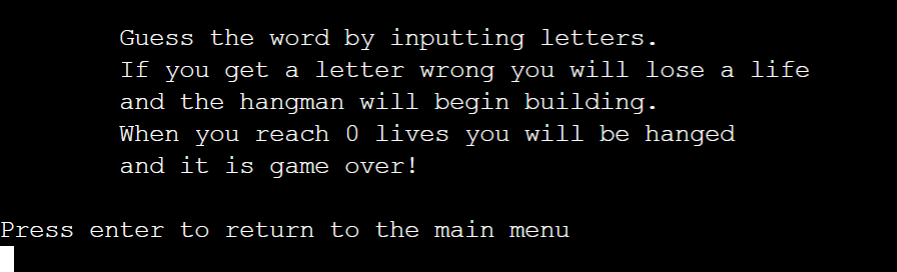 Guess the word by inputting letters.
If you get a letter wrong you will lose a life
and the hangman will begin building.
When you reach 0 lives you will be hanged
and it is game over!
Press enter to return to the main menu